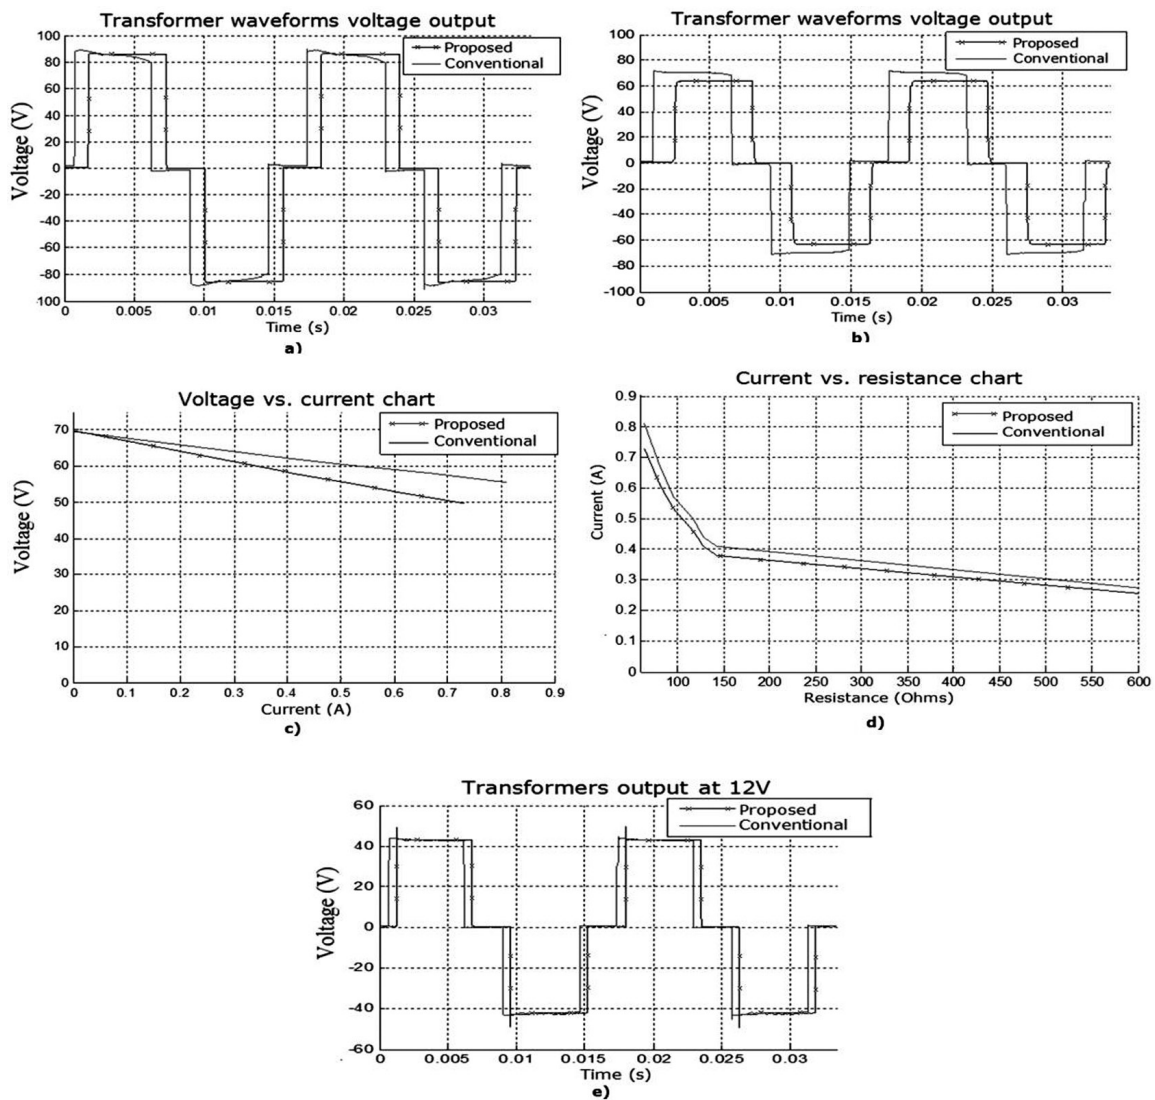 Transformer waveforms voltage output
Proposed
Conventional
Voltage (V)
100
80
60
40
20
0
-20
-40
-60
-80
100
0
0.005
0.01
0.015
0.02
0.025
0.03
Time (s)
a)
Transformer waveforms voltage output
Proposed
Conventional
Voltage (V)
100
80
60
40
20
0
-20
-40
-60
-80
-100
0
0.005
0.01
0.015
0.02
0.025
0.03
Time (s)
b)
Voltage vs. current chart
Proposed
Conventional
Voltage (V)
70
60
50
40
30
20
10
0
0
0.1
0.2
0.3
0.4
0.5
0.6
0.7
0.8
0.9
Current (A)
c)
Current vs. resistance chart
Proposed
Conventional
Current (A)
0.9
0.8
0.7
0.6
0.5
0.4
0.3
0.2
0.1
0
100
150
200
250
300
350
400
450
500
550
600
Resistance (Ohms)
d)
Transformers output at 12V
Proposed
Conventional
Voltage (V)
60
40
20
0
-20
-40
-60
0
0.005
0.01
0.015
0.02
0.025
0.03
Time (s)
e)